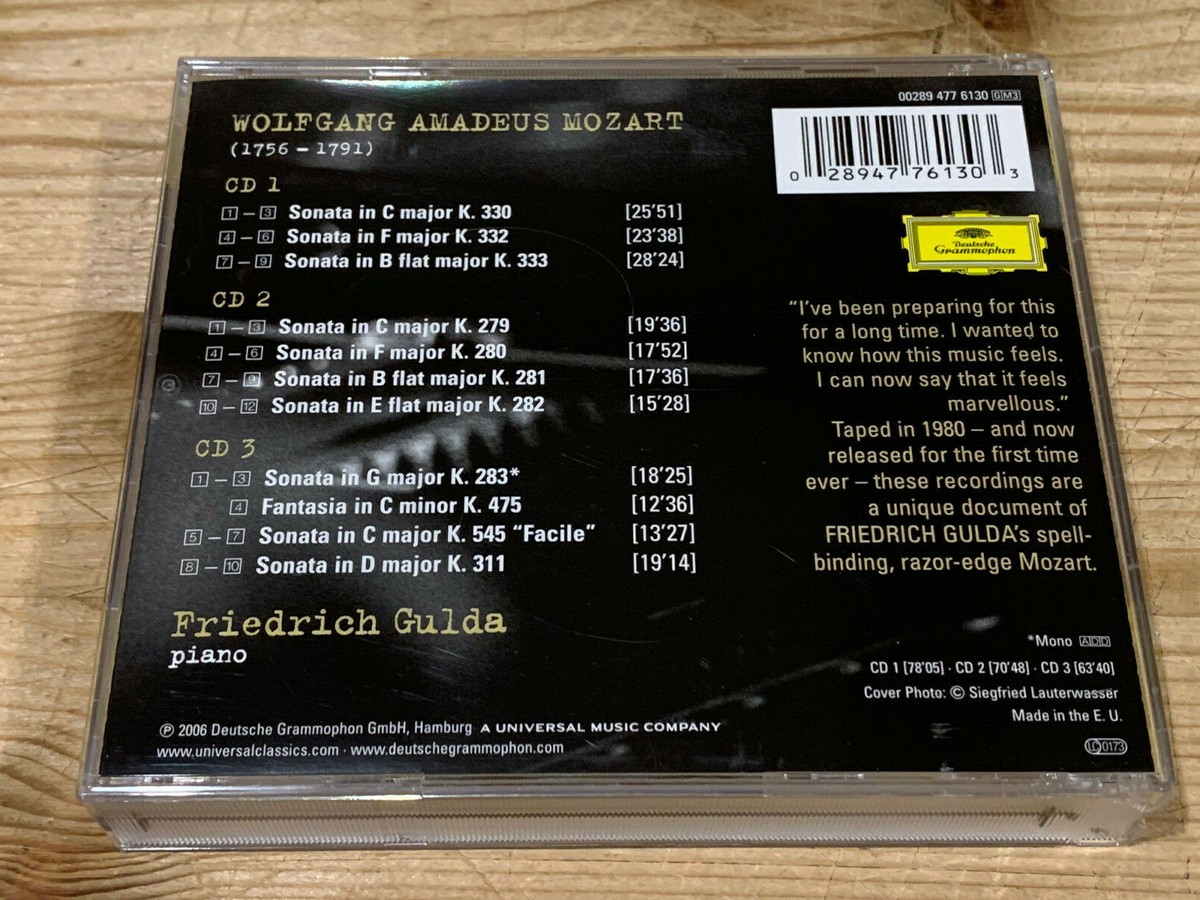 WOLFGANG AMADEUS MOZART
(1756 – 1791)
CD 1
1 – 3 Sonata in C major K. 330 [25'51]
4 – 6 Sonata in F major K. 332 [23'38]
7 – 9 Sonata in B flat major K. 333 [28'24]
CD 2
1 – 3 Sonata in C major K. 279 [19'36]
4 – 6 Sonata in F major K. 280 [17'52]
7 – 9 Sonata in B flat major K. 281 [17'36]
10 – 12 Sonata in E flat major K. 282 [15'28]
CD 3
1 – 3 Sonata in G major K. 283* [18'25]
4 Fantasia in C minor K. 475 [12'36]
5 – 7 Sonata in C major K. 545 “Facile” [13'27]
8 – 10 Sonata in D major K. 311 [19'14]
Friedrich Gulda
piano
℗ 2006 Deutsche Grammophon GmbH, Hamburg A UNIVERSAL MUSIC COMPANY
www.universalclassics.com · www.deutschegrammophon.com
00289 477 6130 GM3
0 28947 76130 3
Deutsche
Grammophon
“I've been preparing for this
for a long time. I wanted to
know how this music feels.
I can now say that it feels
marvellous.”
Taped in 1980 – and now
released for the first time
ever – these recordings are
a unique document of
FRIEDRICH GULDA's spell-
binding, razor-edge Mozart.
*Mono ADD
CD 1 [78'05] · CD 2 [70'48] · CD 3 [63'40]
Cover Photo: © Siegfried Lauterwasser
Made in the E. U.
LC 0173